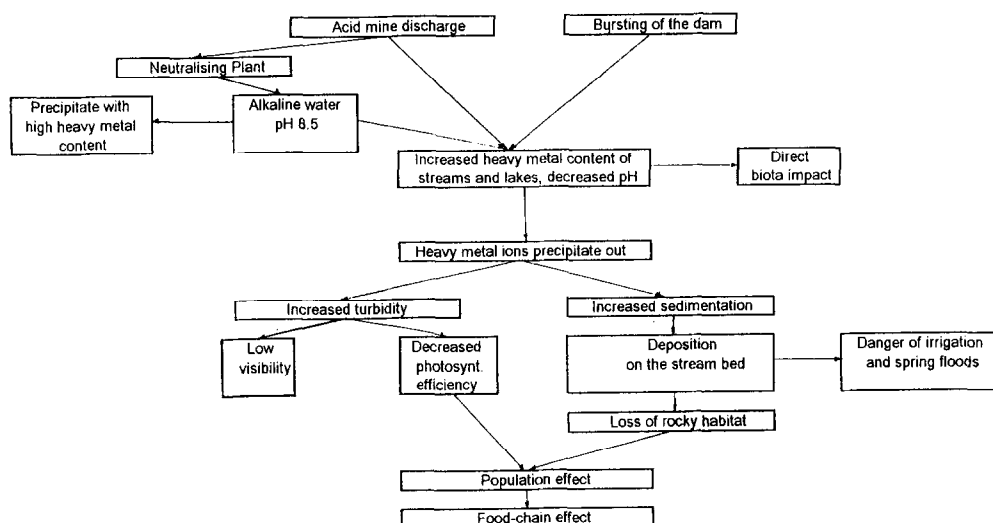 Acid mine discharge
Bursting of the dam
Neutralising Plant
Precipitate with
high heavy metal
content
Alkaline water
pH 8.5
Increased heavy metal content of
streams and lakes, decreased pH
Direct
biota impact
Heavy metal ions precipitate out
Increased turbidity
Increased sedimentation
Low
visibility
Decreased
photosynt.
efficiency
Deposition
on the stream bed
Danger of irrigation
and spring floods
Loss of rocky habitat
Population effect
Food-chain effect